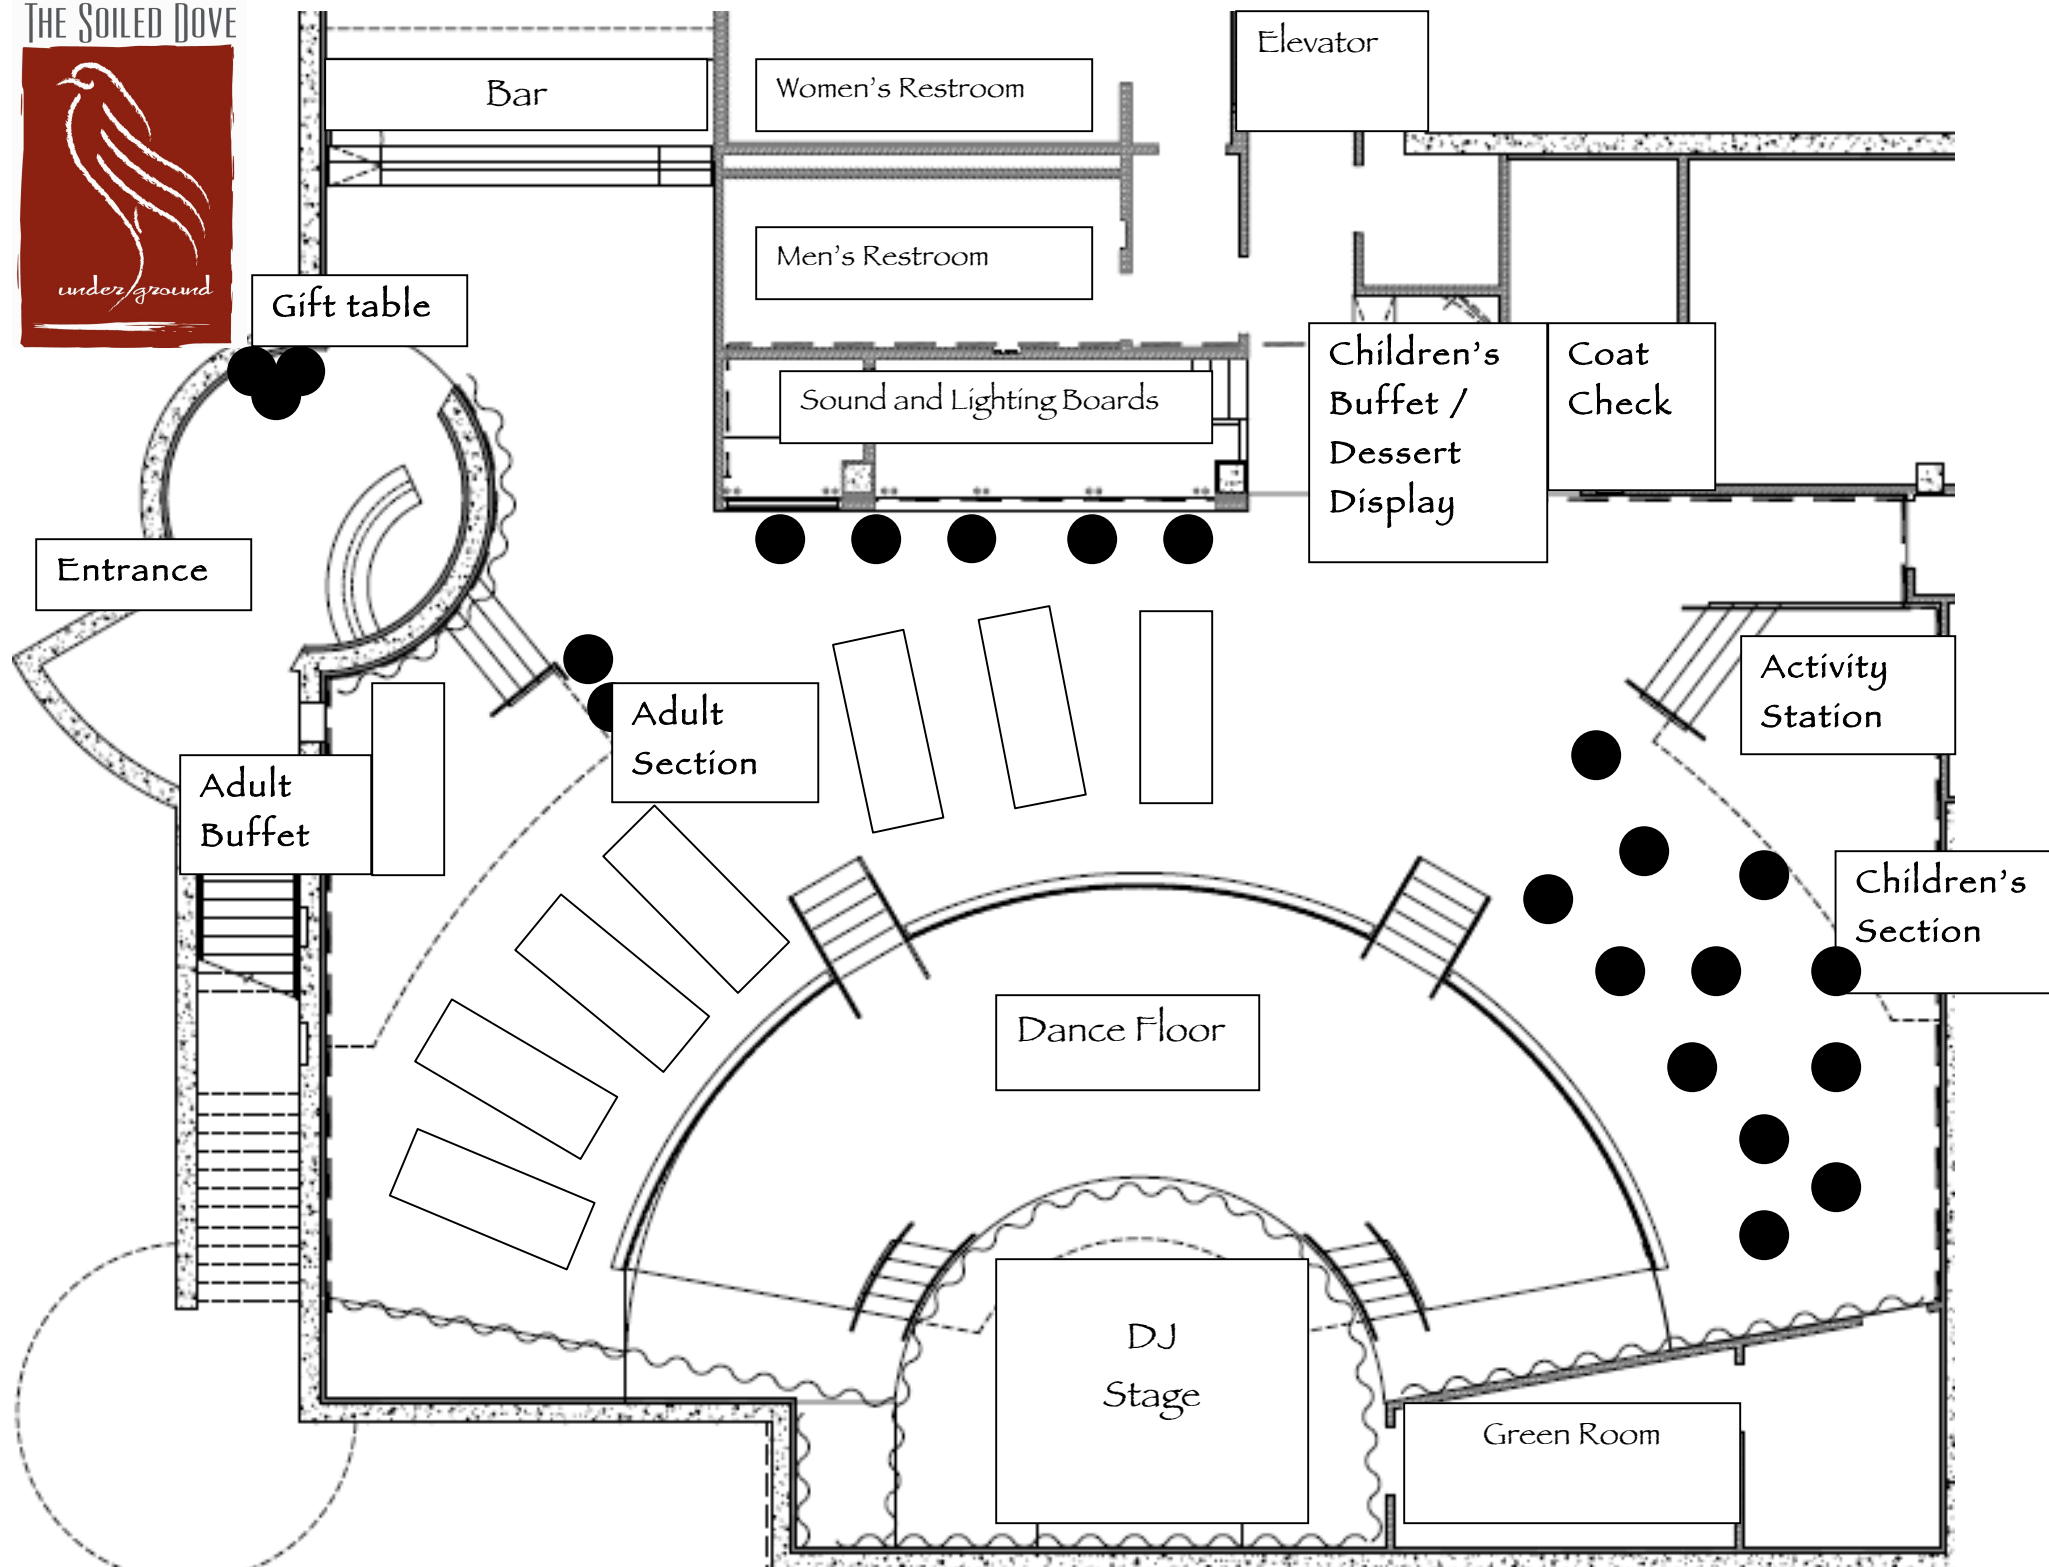 THE SOILED DOVE
underground
Elevator
Bar
Women's Restroom
Men's Restroom
Gift table
Sound and Lighting Boards
Children's
Buffet /
Dessert
Display
Coat
Check
Entrance
Adult
Section
Activity
Station
Adult
Buffet
Children's
Section
Dance Floor
DJ
Stage
Green Room